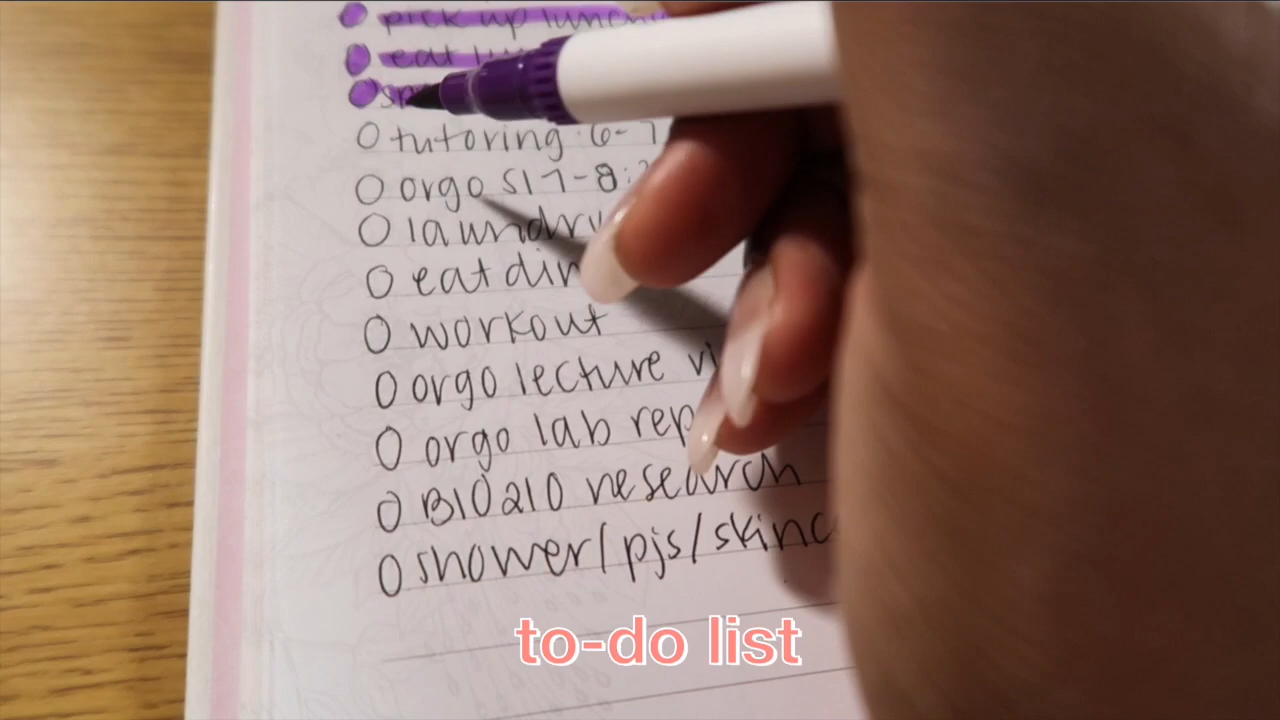 pick up lunch
eat
tutoring 6-7
orgo SI 7-8:
laundry
eat din
workout
orgo lecture vi
orgo lab rep
BIO210 research
shower/pjs/skinc
to-do list